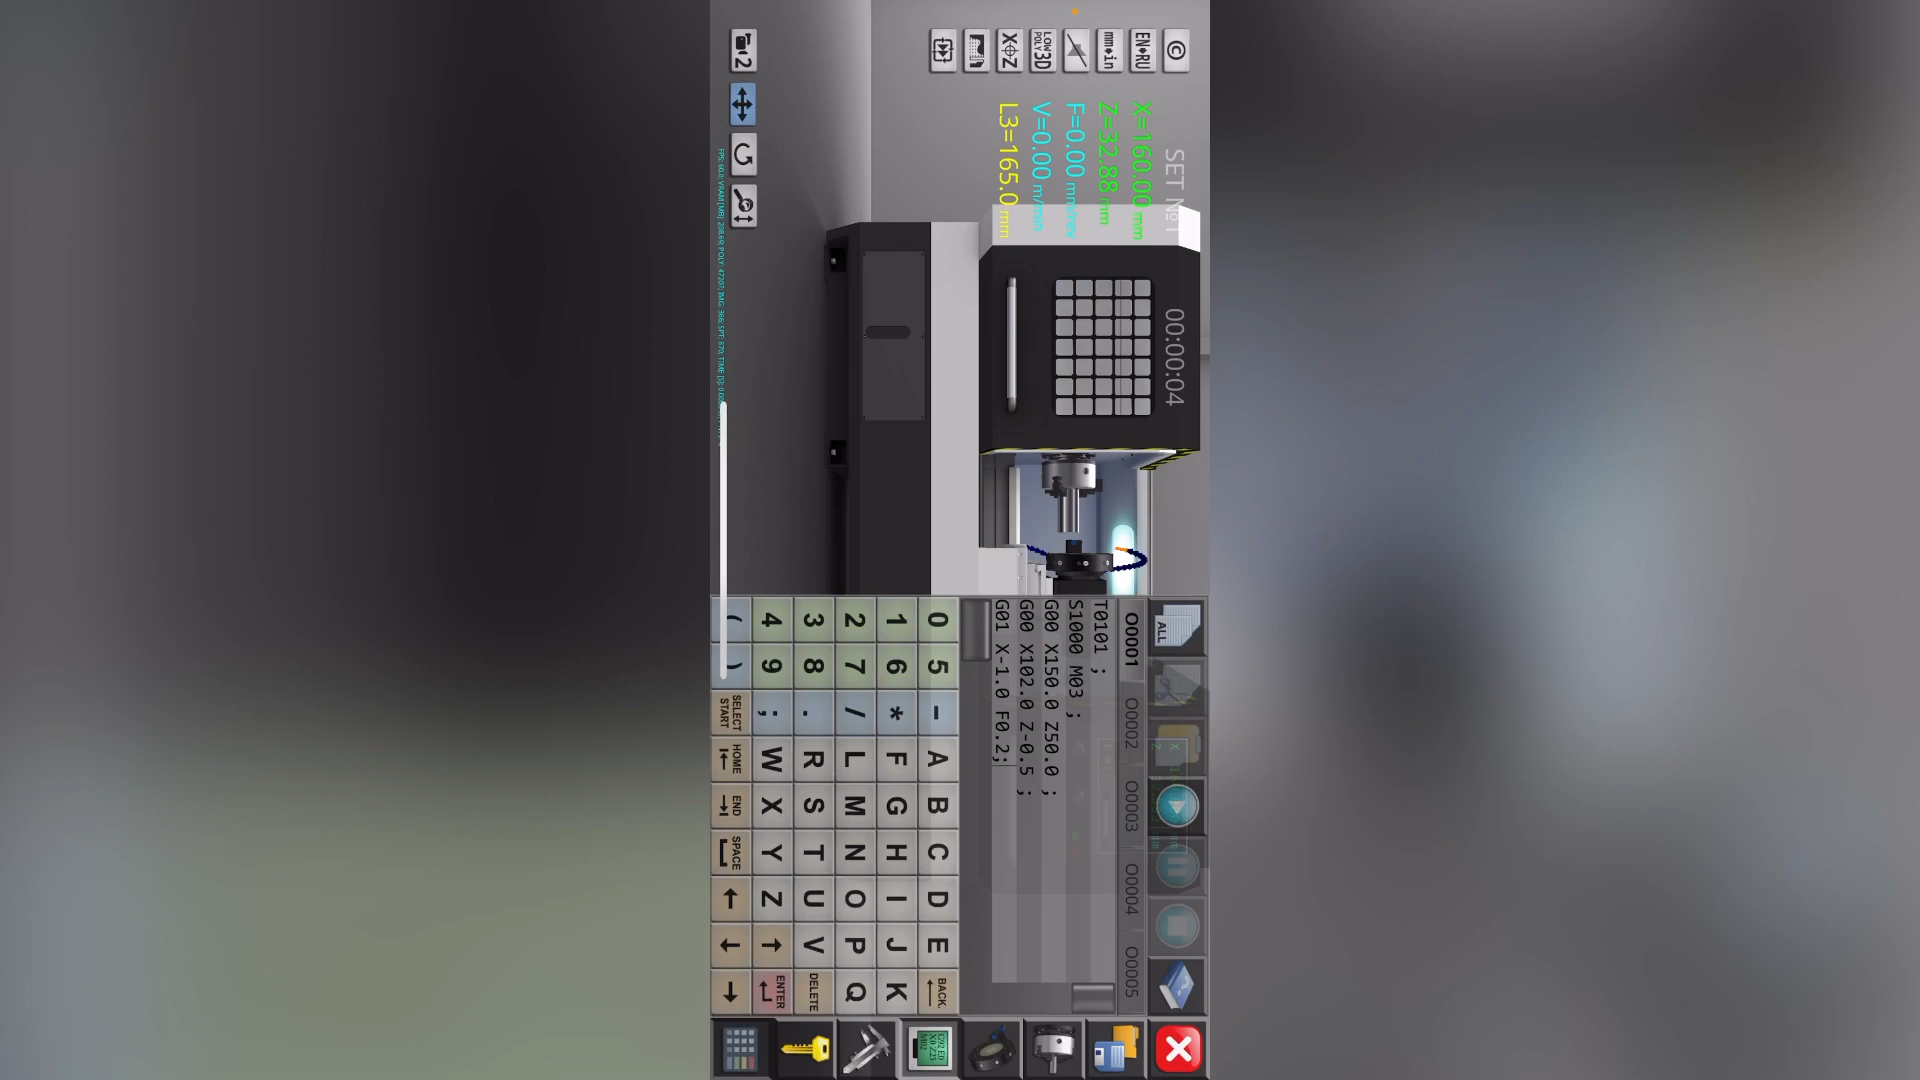 ©
EN▸RU
mm▸in
LOW POLY 3D
X Z
2
SET №1
00:00:04
X=160.00 mm
Z=32.88 mm
F=0.00 mm/rev
V=0.00 m/min
L3=165.0 mm
ALL
O0001 O0002 O0003 O0004 O0005
T0101 ;
S1000 M03 ;
G00 X150.0 Z50.0 ;
G00 X102.0 Z-0.5 ;
G01 X-1.0 F0.2;
0 5 - A B C D E BACK.
1 6 * F G H I J K
2 7 / L M N O P Q
3 8 . R S T U V DELETE
4 9 ; W X Y Z ↑ ENTER
( ) SELECT START HOME END SPACE ← ↓ →